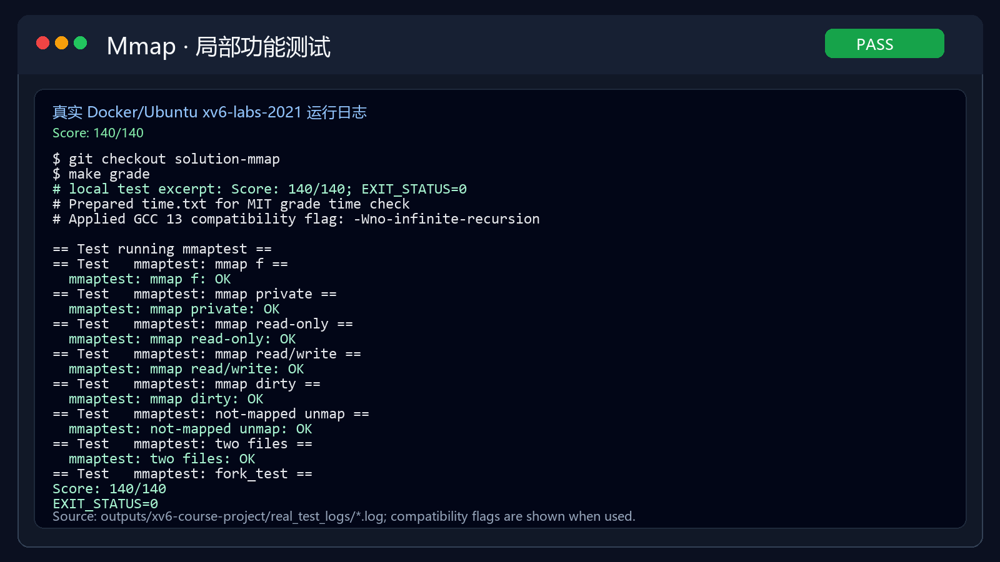 Mmap · 局部功能测试
PASS
真实 Docker/Ubuntu xv6-labs-2021 运行日志
Score: 140/140
$ git checkout solution-mmap
$ make grade
# local test excerpt: Score: 140/140; EXIT_STATUS=0
# Prepared time.txt for MIT grade time check
# Applied GCC 13 compatibility flag: -Wno-infinite-recursion
== Test running mmaptest ==
== Test   mmaptest: mmap f ==
  mmaptest: mmap f: OK
== Test   mmaptest: mmap private ==
  mmaptest: mmap private: OK
== Test   mmaptest: mmap read-only ==
  mmaptest: mmap read-only: OK
== Test   mmaptest: mmap read/write ==
  mmaptest: mmap read/write: OK
== Test   mmaptest: mmap dirty ==
  mmaptest: mmap dirty: OK
== Test   mmaptest: not-mapped unmap ==
  mmaptest: not-mapped unmap: OK
== Test   mmaptest: two files ==
  mmaptest: two files: OK
== Test   mmaptest: fork_test ==
Score: 140/140
EXIT_STATUS=0
Source: outputs/xv6-course-project/real_test_logs/*.log; compatibility flags are shown when used.